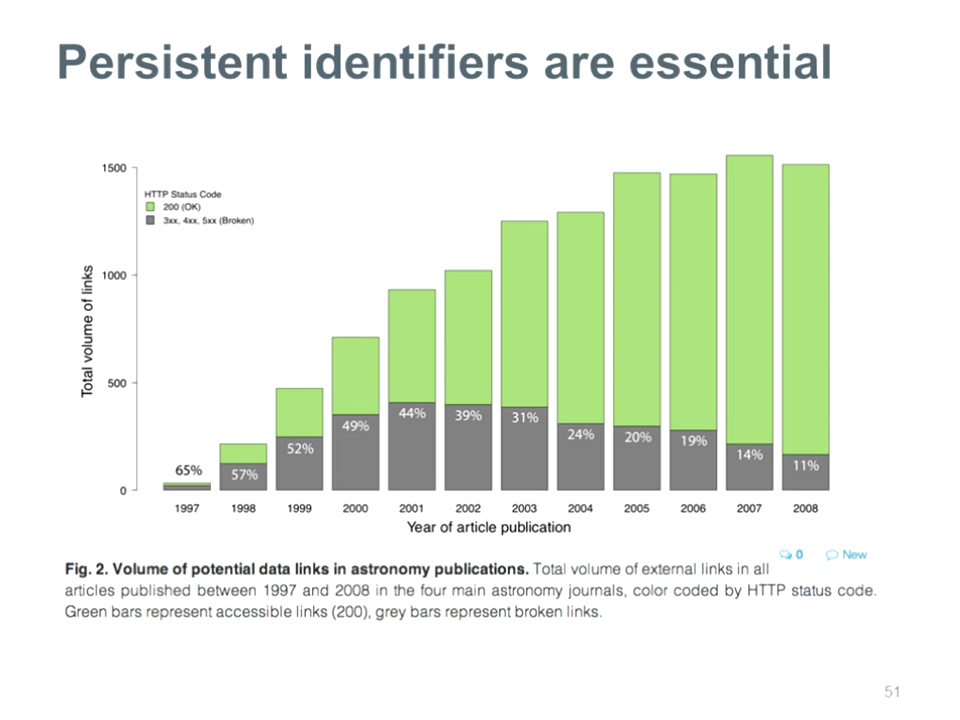 Persistent identifiers are essential
1500
HTTP Status Code
200 (OK)
3xx, 4xx, 5xx (Broken)
1000
Total volume of links
500
0
65%
57%
52%
49%
44%
39%
31%
24%
20%
19%
14%
11%
1997 1998 1999 2000 2001 2002 2003 2004 2005 2006 2007 2008
Year of article publication
0 New
Fig. 2. Volume of potential data links in astronomy publications. Total volume of external links in all
articles published between 1997 and 2008 in the four main astronomy journals, color coded by HTTP status code.
Green bars represent accessible links (200), grey bars represent broken links.
51